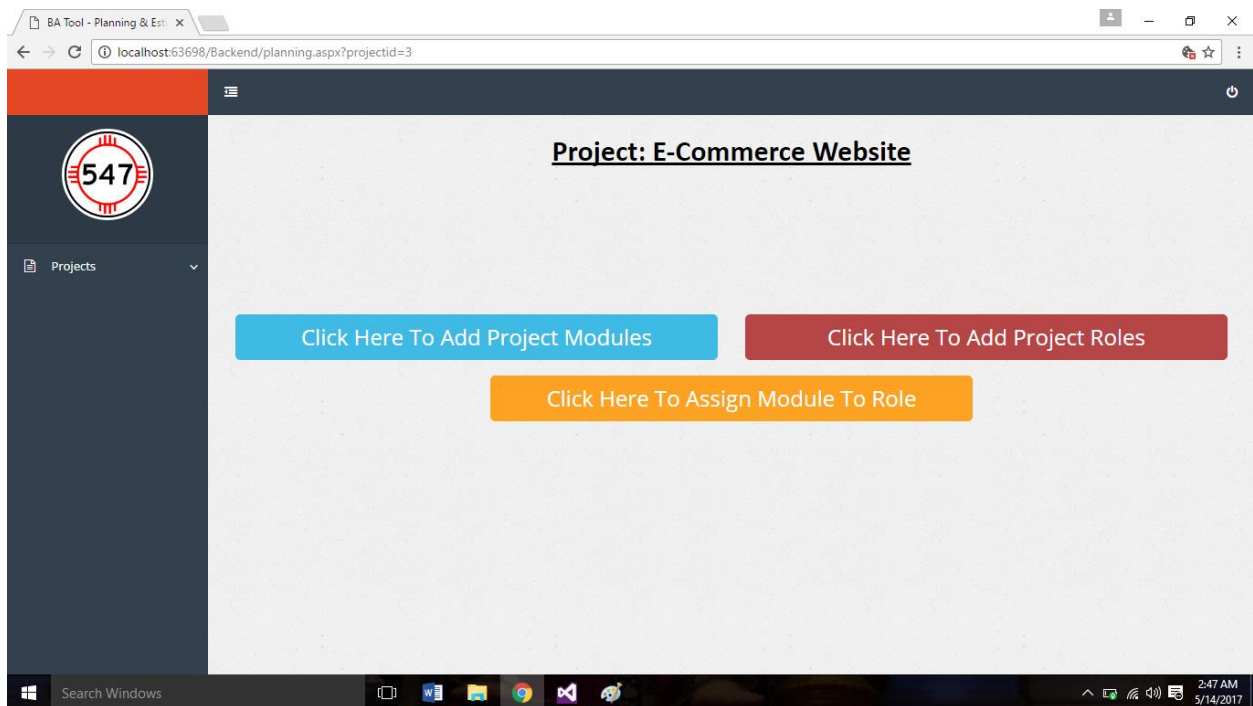 BA Tool - Planning & Esti
localhost:63698/Backend/planning.aspx?projectid=3
547
Projects
Project: E-Commerce Website
Click Here To Add Project Modules
Click Here To Add Project Roles
Click Here To Assign Module To Role
Search Windows
2:47 AM
5/14/2017